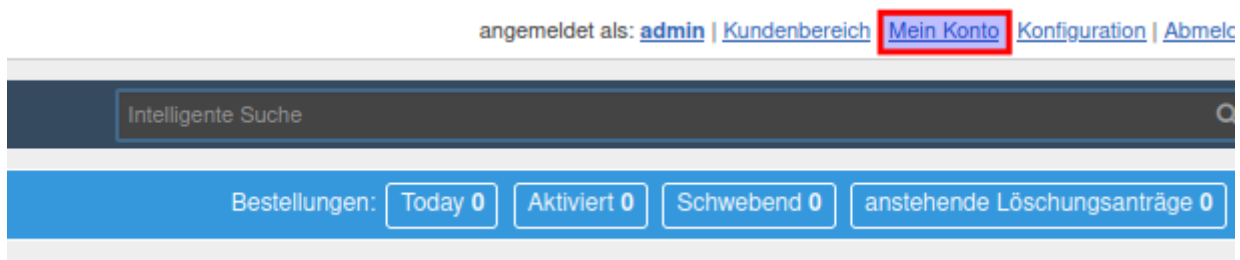 angemeldet als: admin | Kundenbereich Mein Konto Konfiguration | Abmeld
Intelligente Suche
Bestellungen: Today 0 Aktiviert 0 Schwebend 0 anstehende Löschungsanträge 0